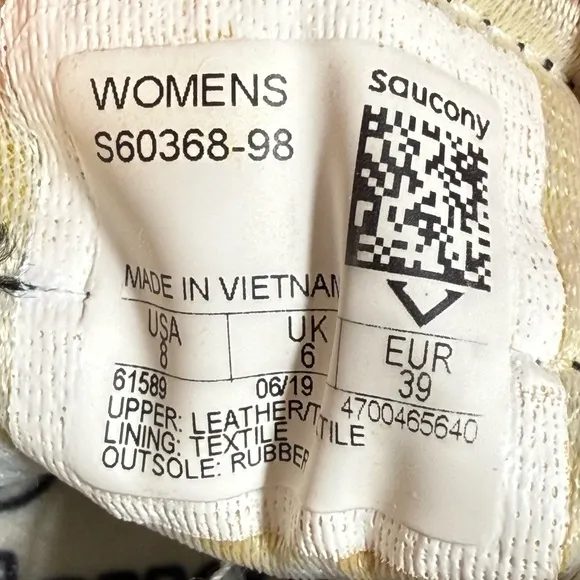 WOMENS
S60368-98
saucony
MADE IN VIETNAM
USA UK EUR
8 6 39
61589 06/19 4700465640
UPPER: LEATHER/T TILE
LINING: TEXTILE
OUTSOLE: RUBBER